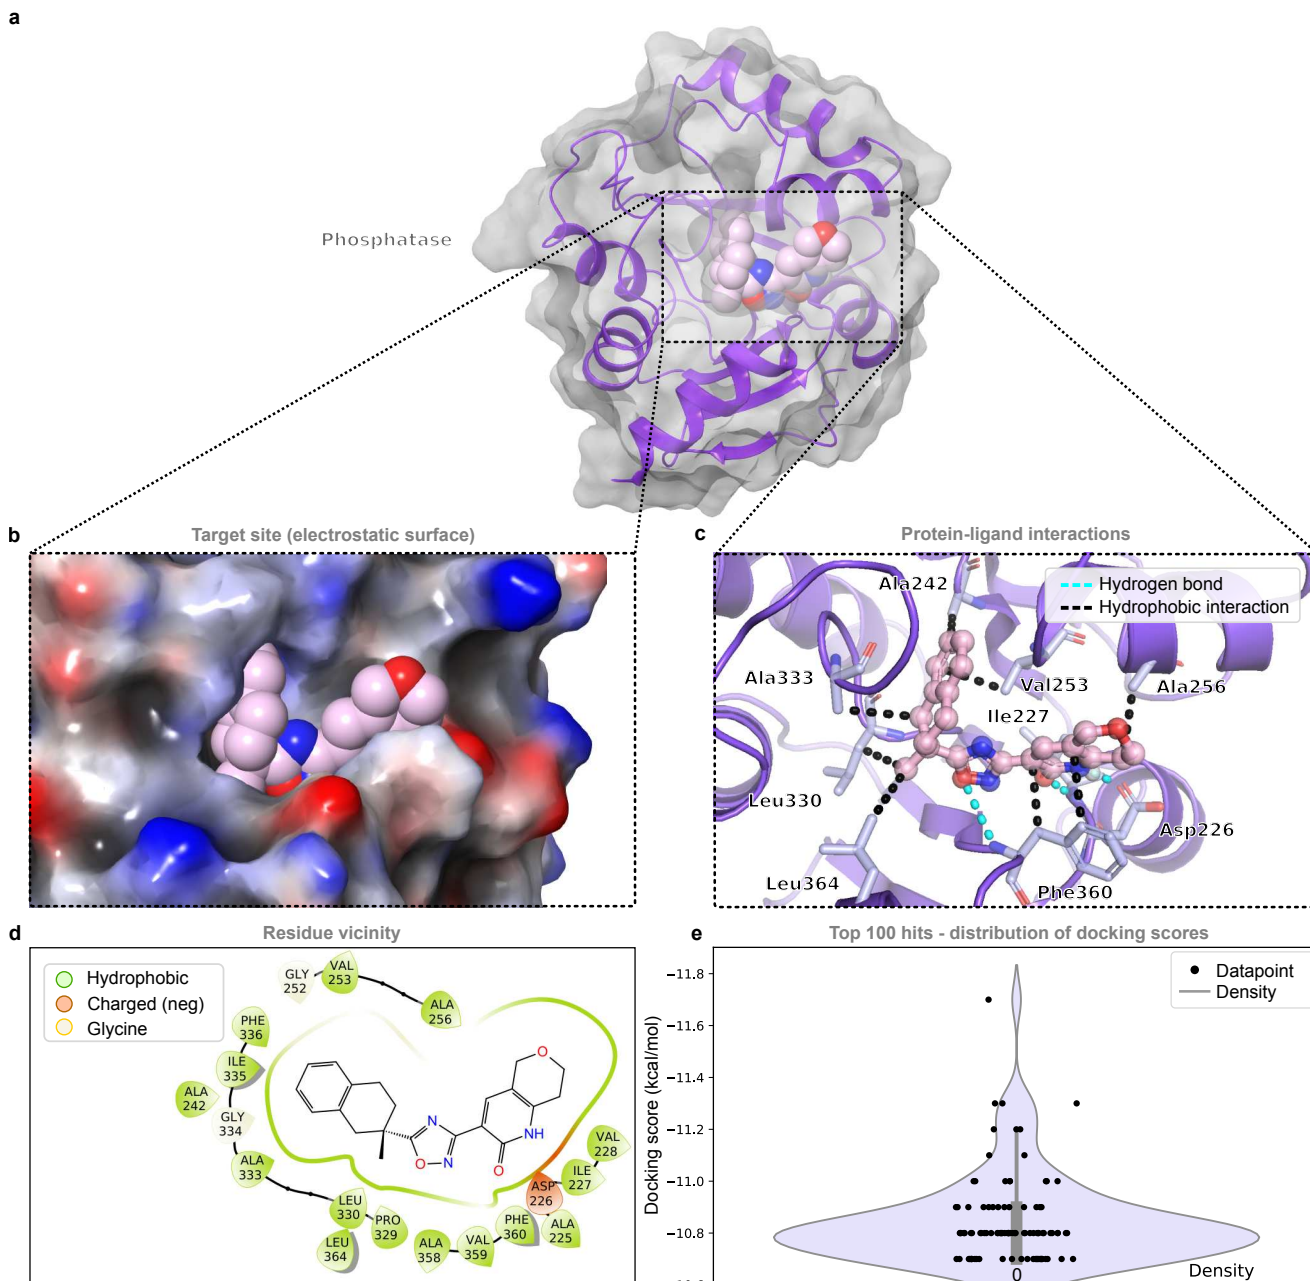 a
Phosphatase
b
Target site (electrostatic surface)
c
Protein-ligand interactions
Hydrogen bond
Hydrophobic interaction
Ala242
Ala333
Val253
Ala256
Ile227
Leu330
Asp226
Leu364
Phe360
d
Residue vicinity
Hydrophobic
Charged (neg)
Glycine
GLY
252
VAL
253
ALA
256
PHE
336
ILE
335
ALA
242
GLY
334
ALA
333
LEU
330
PRO
329
LEU
364
ALA
358
VAL
359
PHE
360
ASP
226
ALA
225
ILE
227
VAL
228
O
N
N
O
NH
O
e
Top 100 hits - distribution of docking scores
Datapoint
Density
Docking score (kcal/mol)
−11.8
−11.6
−11.4
−11.2
−11.0
−10.8
0
Density